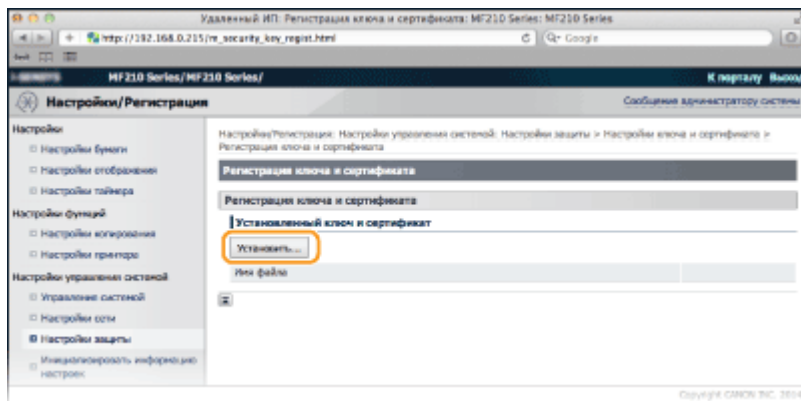 Удаленный ИП: Регистрация ключа и сертификата: MF210 Series: MF210 Series
http://192.168.0.215/m_security_key_regist.html
Google
MF210 Series/MF210 Series/
К порталу Выход
Настройки/Регистрация
Сообщения администратору системы
Настройки
Настройки бумаги
Настройки отображения
Настройки таймера
Настройки функций
Настройки копирования
Настройки принтера
Настройки управления системой
Управление системой
Настройки сети
Настройки защиты
Инициализировать информацию
настроек
Настройки/Регистрация: Настройки управления системой: Настройки защиты > Настройки ключа и сертификата >
Регистрация ключа и сертификата
Регистрация ключа и сертификата
Регистрация ключа и сертификата
Установленный ключ и сертификат
Установить...
Имя файла
Copyright CANON INC. 2014